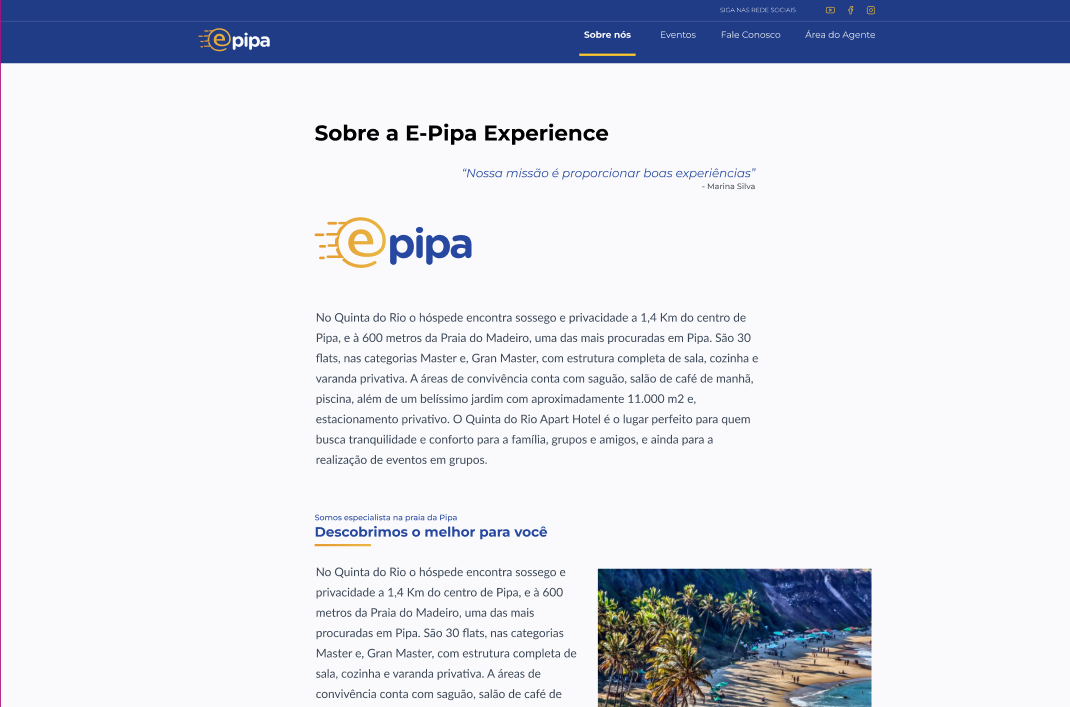 SIGA NAS REDE SOCIAIS
epipa
Sobre nós
Eventos
Fale Conosco
Área do Agente
Sobre a E-Pipa Experience
“Nossa missão é proporcionar boas experiências”
- Marina Silva
epipa
No Quinta do Rio o hóspede encontra sossego e privacidade a 1,4 Km do centro de
Pipa, e à 600 metros da Praia do Madeiro, uma das mais procuradas em Pipa. São 30
flats, nas categorias Master e, Gran Master, com estrutura completa de sala, cozinha e
varanda privativa. A áreas de convivência conta com saguão, salão de café de manhã,
piscina, além de um belíssimo jardim com aproximadamente 11.000 m2 e,
estacionamento privativo. O Quinta do Rio Apart Hotel é o lugar perfeito para quem
busca tranquilidade e conforto para a família, grupos e amigos, e ainda para a
realização de eventos em grupos.
Somos especialista na praia da Pipa
Descobrimos o melhor para você
No Quinta do Rio o hóspede encontra sossego e
privacidade a 1,4 Km do centro de Pipa, e à 600
metros da Praia do Madeiro, uma das mais
procuradas em Pipa. São 30 flats, nas categorias
Master e, Gran Master, com estrutura completa de
sala, cozinha e varanda privativa. A áreas de
convivência conta com saguão, salão de café de